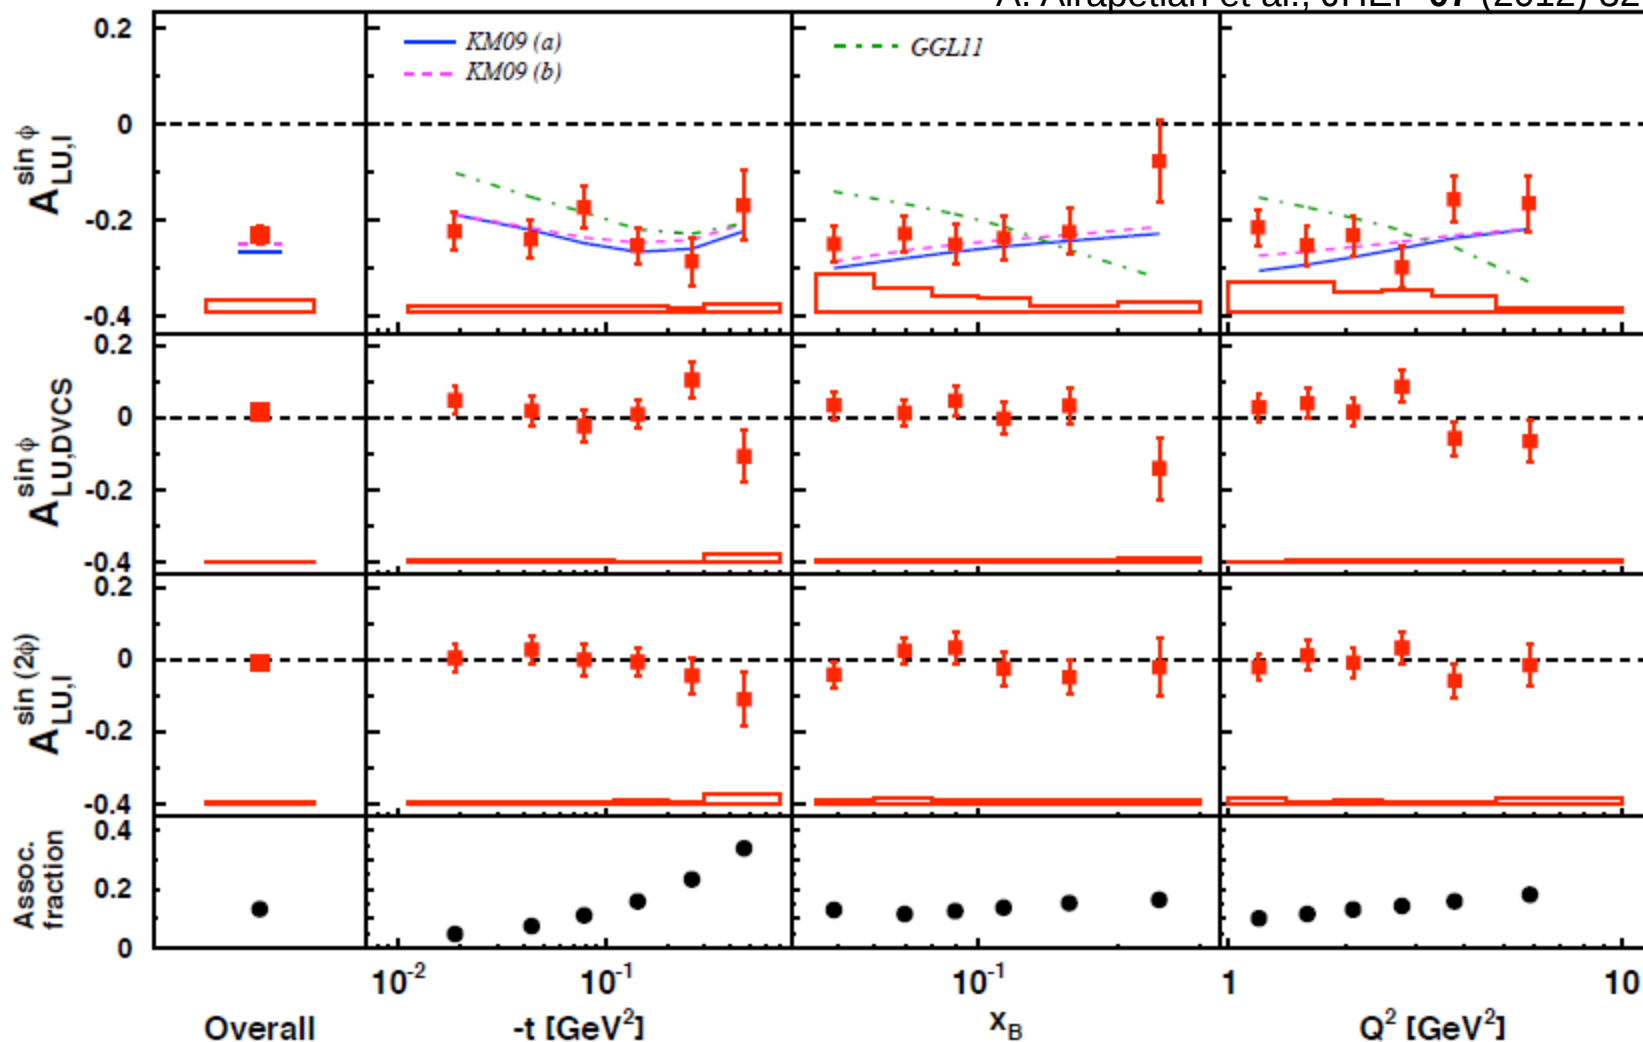 A. Airapetian et al., JHEP 07 (2012) 32
KM09 (a)
KM09 (b)
GGL11
0.2
0
-0.2
-0.4
A sin ϕ LU,I
0.2
0
-0.2
-0.4
A sin ϕ LU,DVCS
0.2
0
-0.2
-0.4
A sin (2ϕ) LU,I
0.4
0.2
0
Assoc.
fraction
10-2 10-1 10-1 1 10
Overall -t [GeV2] xB Q2 [GeV2]